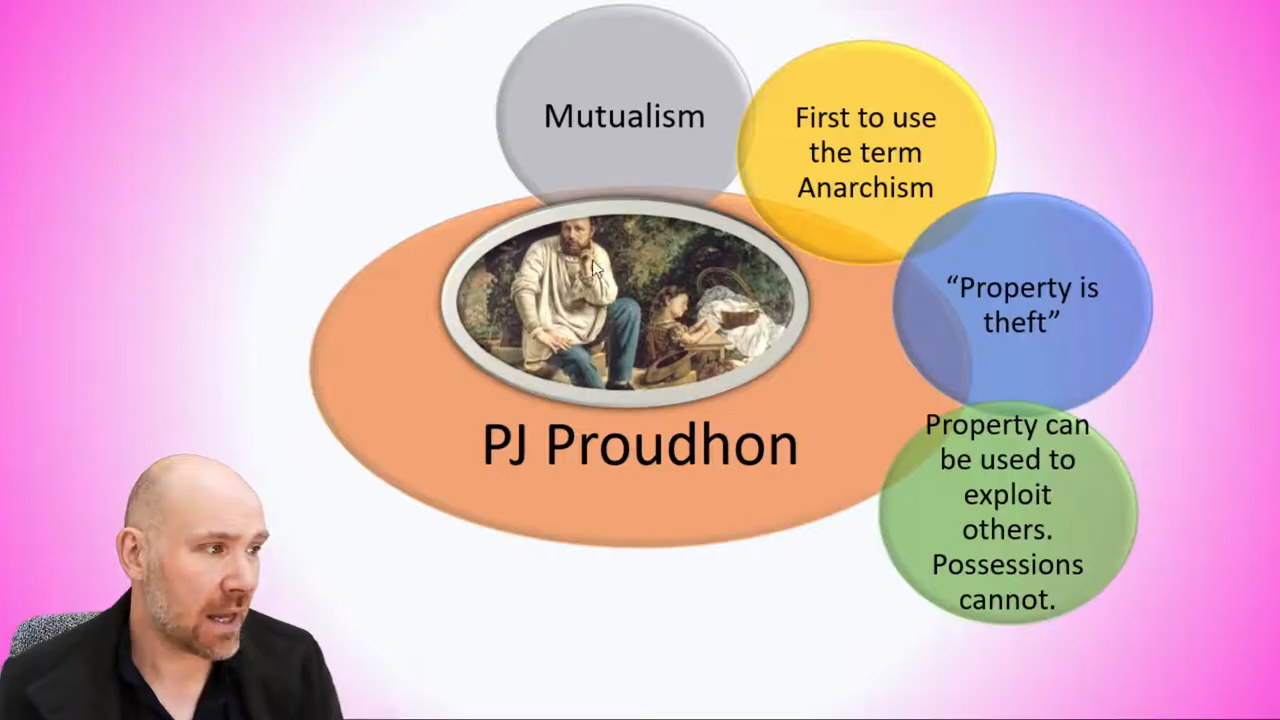 Mutualism
First to use
the term
Anarchism
“Property is
theft”
Property can
be used to
exploit
others.
Possessions
cannot.
PJ Proudhon